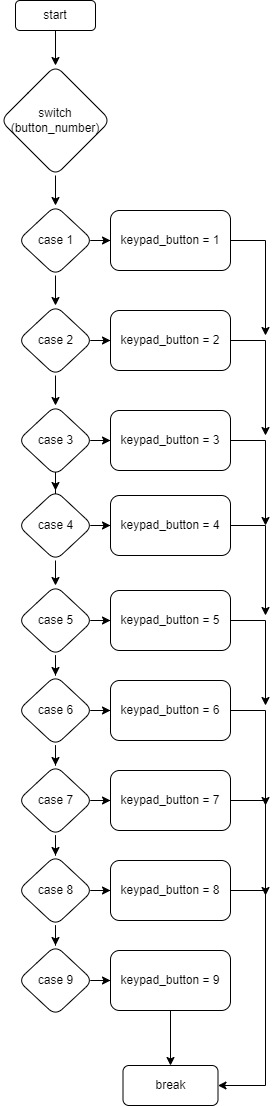 start
switch
(button_number)
case 1
keypad_button = 1
case 2
keypad_button = 2
case 3
keypad_button = 3
case 4
keypad_button = 4
case 5
keypad_button = 5
case 6
keypad_button = 6
case 7
keypad_button = 7
case 8
keypad_button = 8
case 9
keypad_button = 9
break